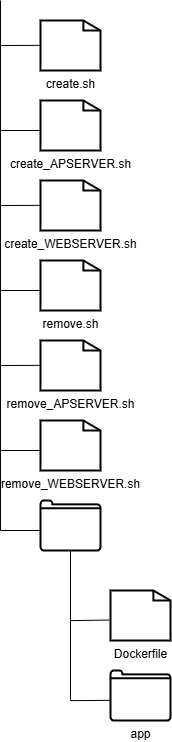 create.sh
create_APSERVER.sh
create_WEBSERVER.sh
remove.sh
remove_APSERVER.sh
remove_WEBSERVER.sh
Dockerfile
app